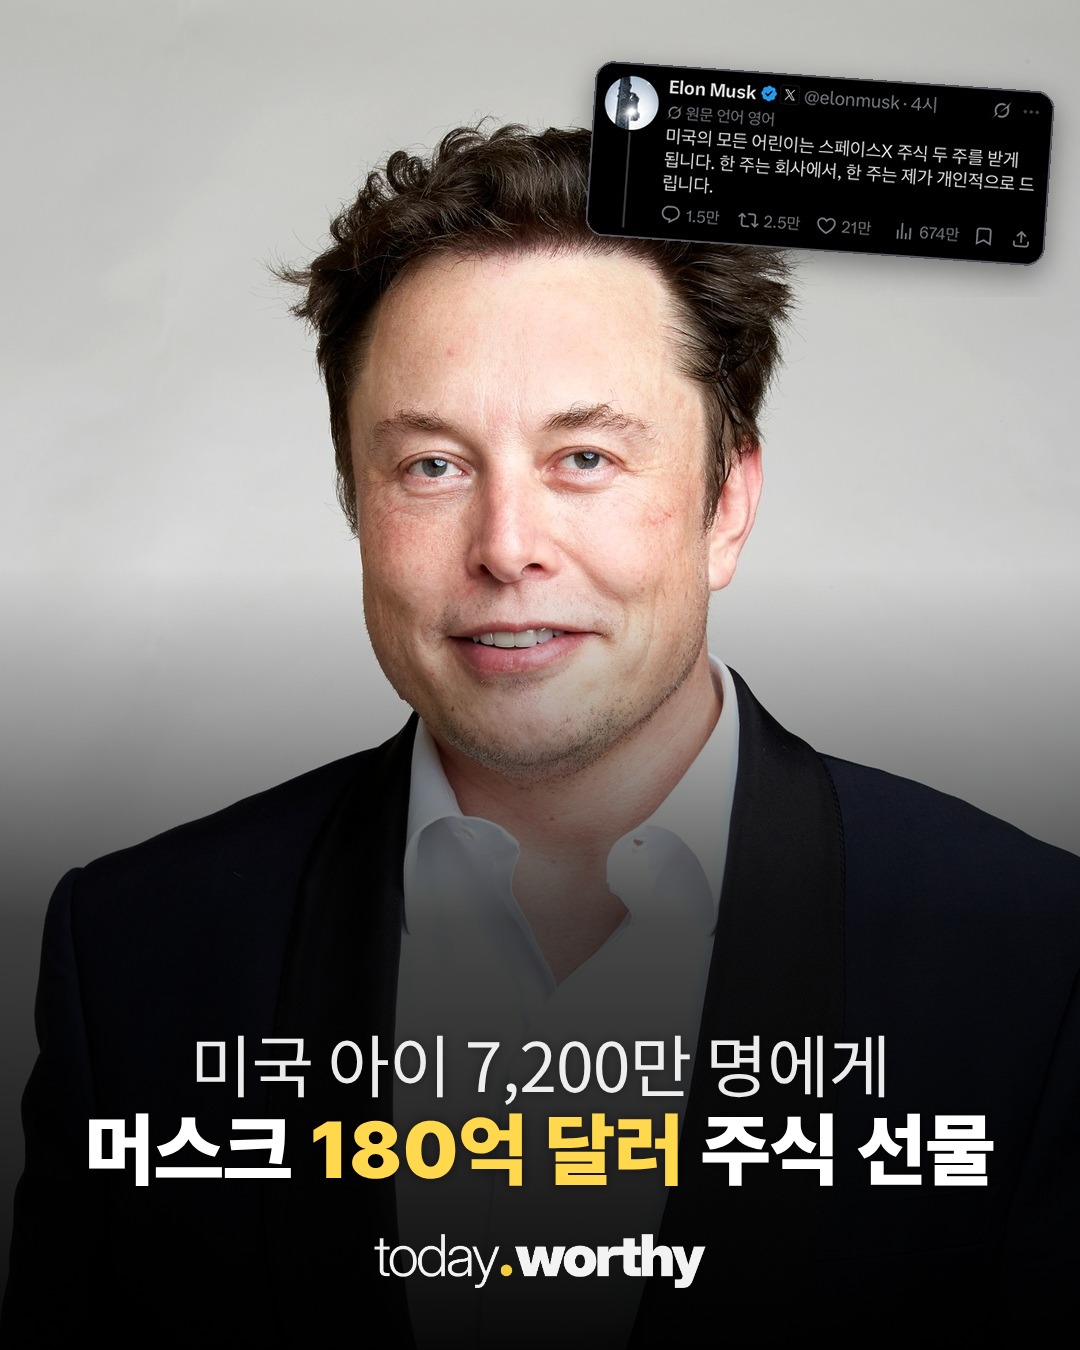 Elon Musk @elonmusk · 4시
원문 언어 영어
미국의 모든 어린이는 스페이스X 주식 두 주를 받게
됩니다. 한 주는 회사에서, 한 주는 제가 개인적으로 드
립니다.
1.5만 2.5만 21만 674만
미국 아이 7,200만 명에게
머스크 180억 달러 주식 선물
today.worthy